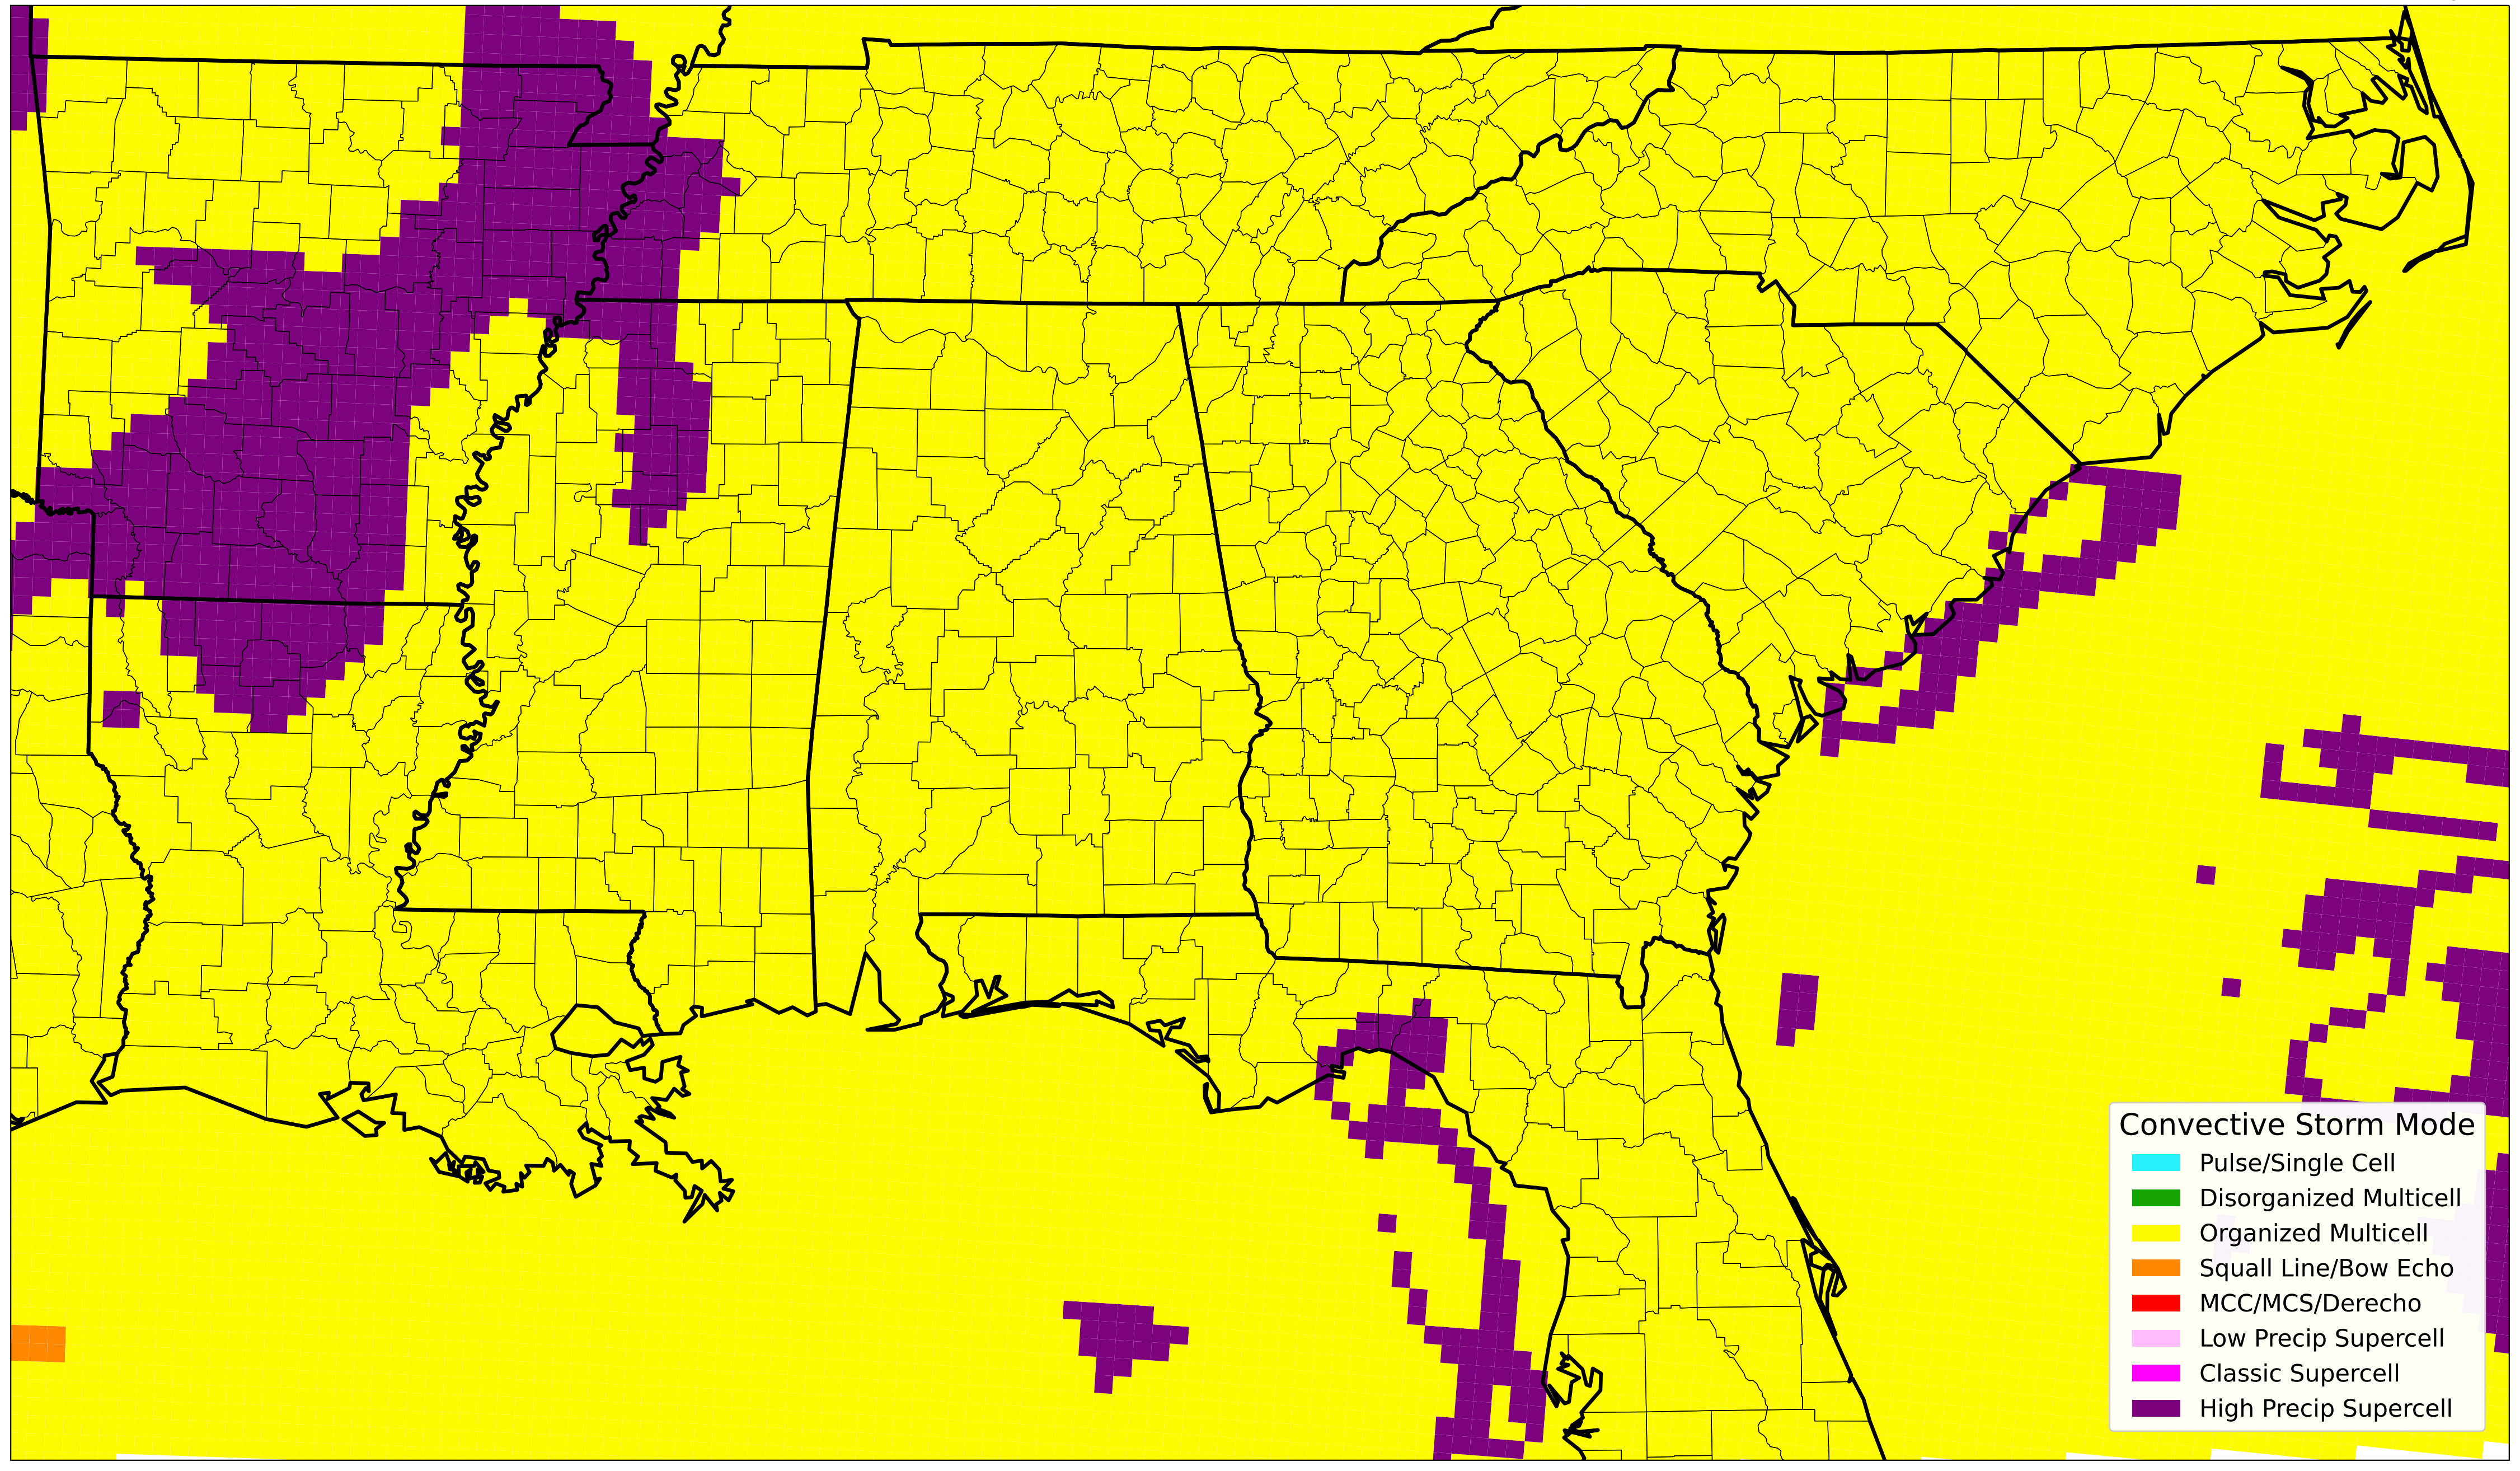 Convective Storm Mode
Pulse/Single Cell
Disorganized Multicell
Organized Multicell
Squall Line/Bow Echo
MCC/MCS/Derecho
Low Precip Supercell
Classic Supercell
High Precip Supercell